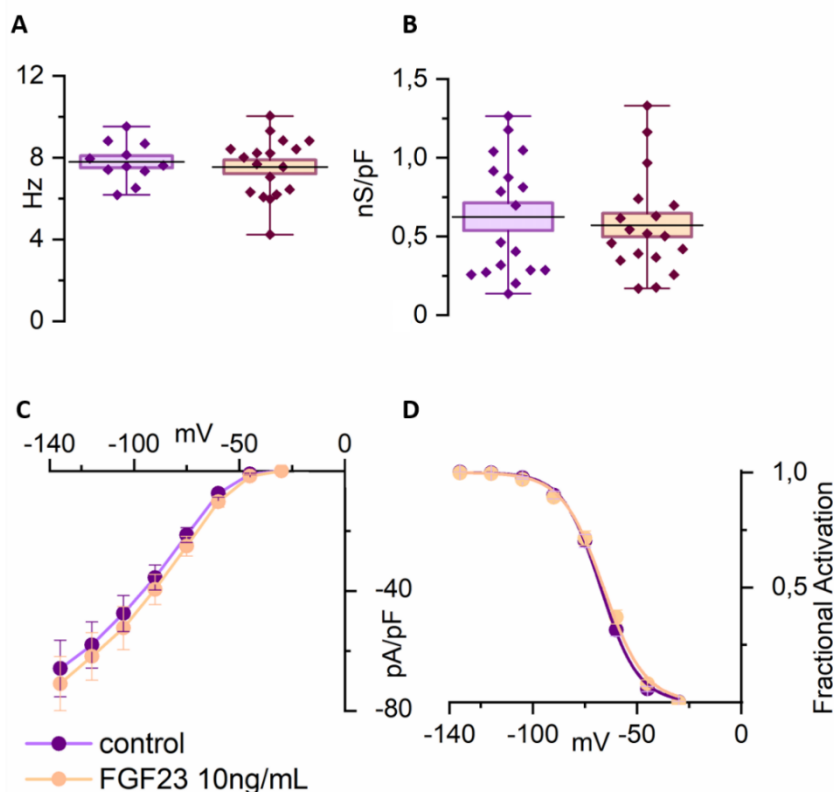 A
B
12
8
4
0
Hz
1,5
1,0
0,5
0
nS/pF
C
D
mV
-140
-100
-50
0
-40
-80
pA/pF
control
FGF23 10ng/mL
1,0
0,5
Fractional Activation
-140
-100
-50
0
mV